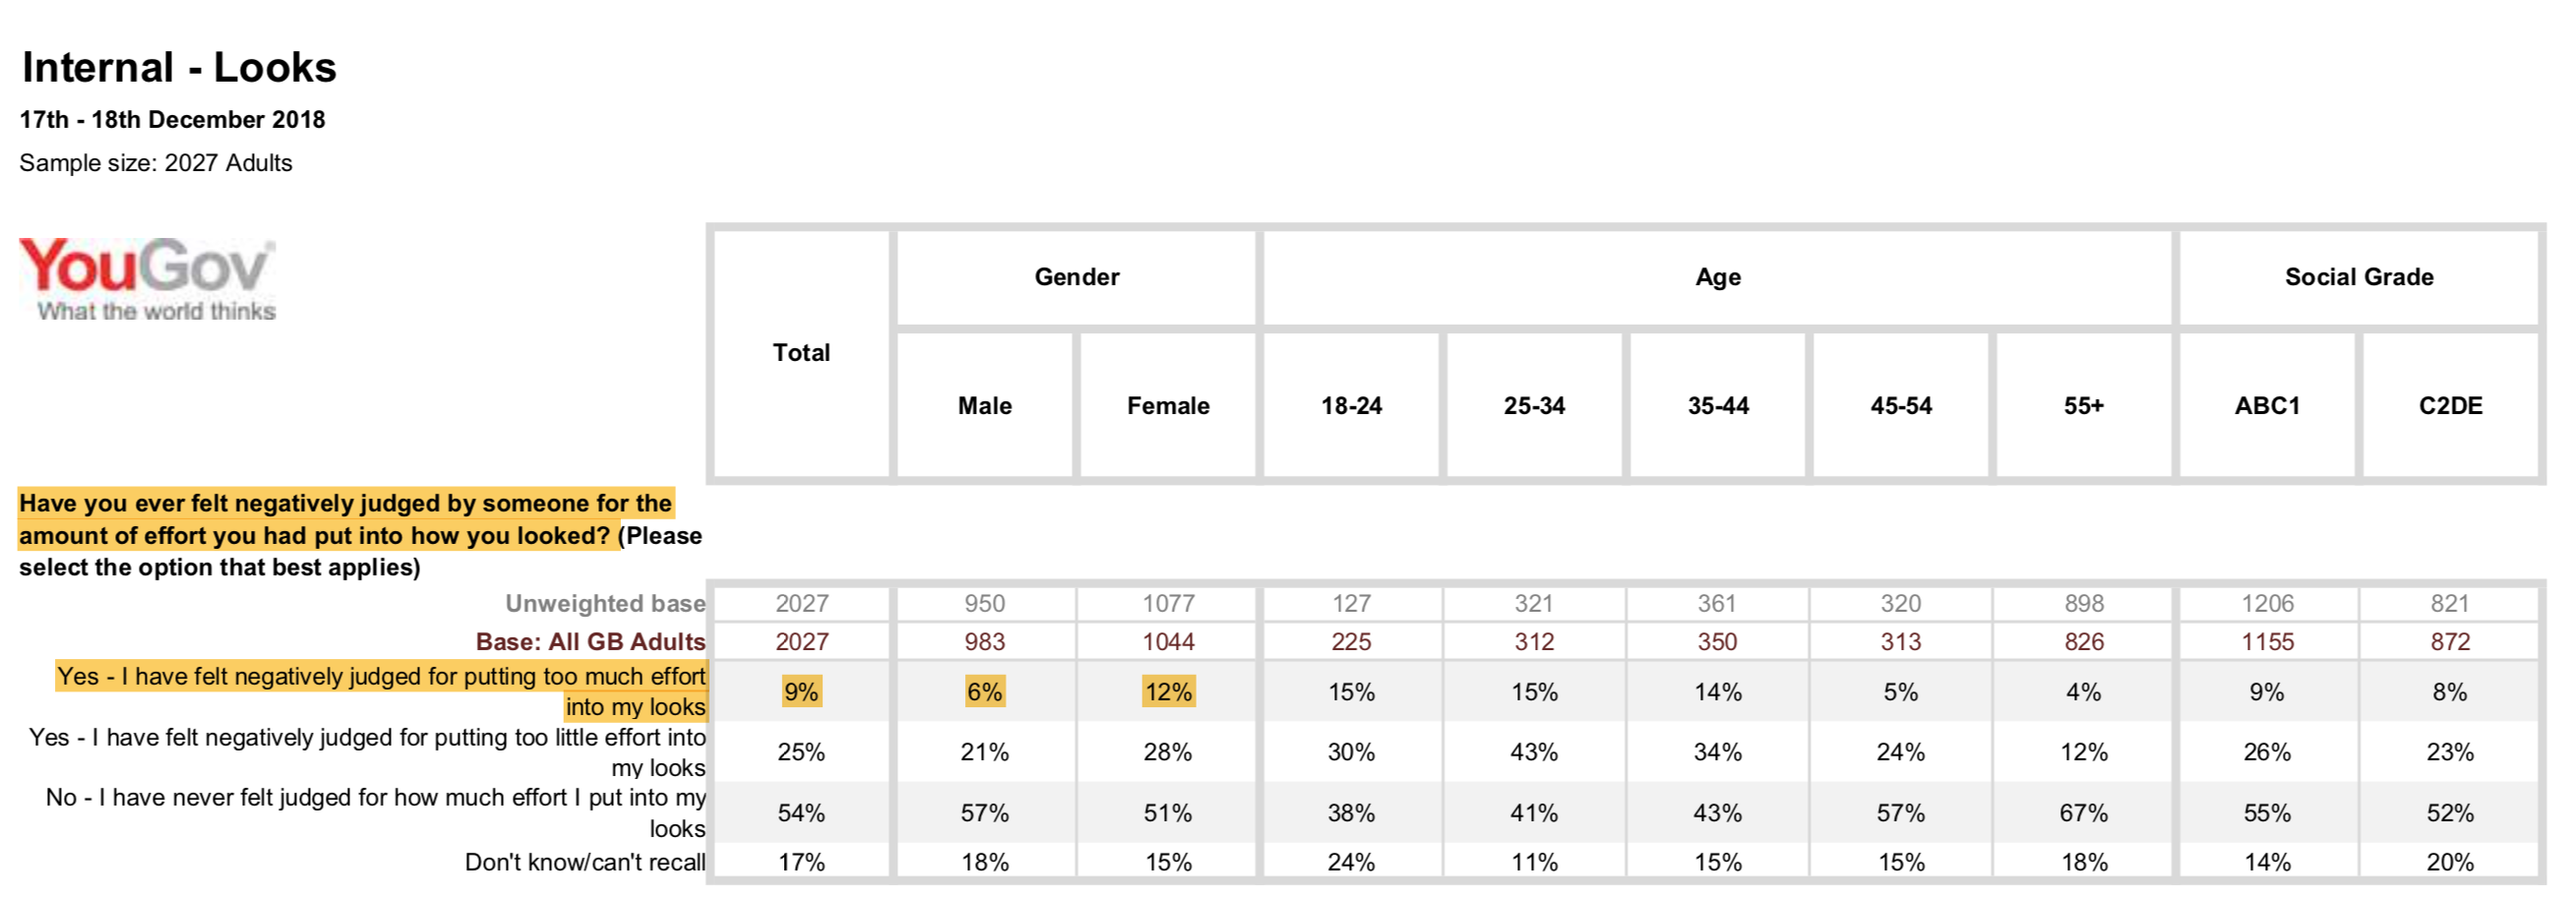 Internal - Looks
17th - 18th December 2018
Sample size: 2027 Adults
YouGov®
What the world thinks
Total
Gender
Age
Social Grade
Male
Female
18-24
25-34
35-44
45-54
55+
ABC1
C2DE
Have you ever felt negatively judged by someone for the
amount of effort you had put into how you looked? (Please
select the option that best applies)
Unweighted base 2027 950 1077 127 321 361 320 898 1206 821
Base: All GB Adults 2027 983 1044 225 312 350 313 826 1155 872
Yes - I have felt negatively judged for putting too much effort
into my looks
9% 6% 12% 15% 15% 14% 5% 4% 9% 8%
Yes - I have felt negatively judged for putting too little effort into
my looks
25% 21% 28% 30% 43% 34% 24% 12% 26% 23%
No - I have never felt judged for how much effort I put into my
looks
54% 57% 51% 38% 41% 43% 57% 67% 55% 52%
Don't know/can't recall 17% 18% 15% 24% 11% 15% 15% 18% 14% 20%